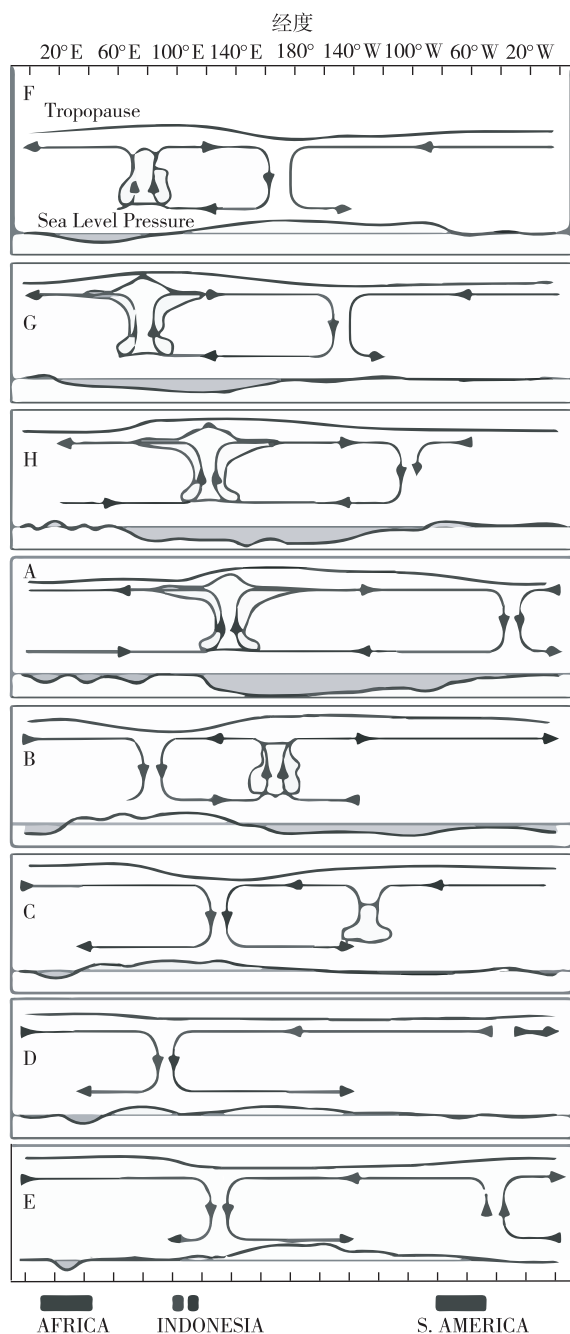 经度
20°E 60°E 100°E 140°E 180° 140°W 100°W 60°W 20°W
F
Tropopause
Sea Level Pressure
G
H
A
B
C
D
E
AFRICA INDONESIA S. AMERICA